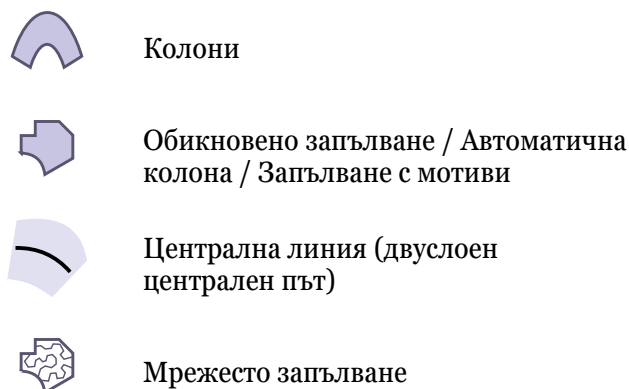 Колони
Обикновено запълване / Автоматична
колона / Запълване с мотиви
Централна линия (двуслоен
централен път)
Мрежесто запълване